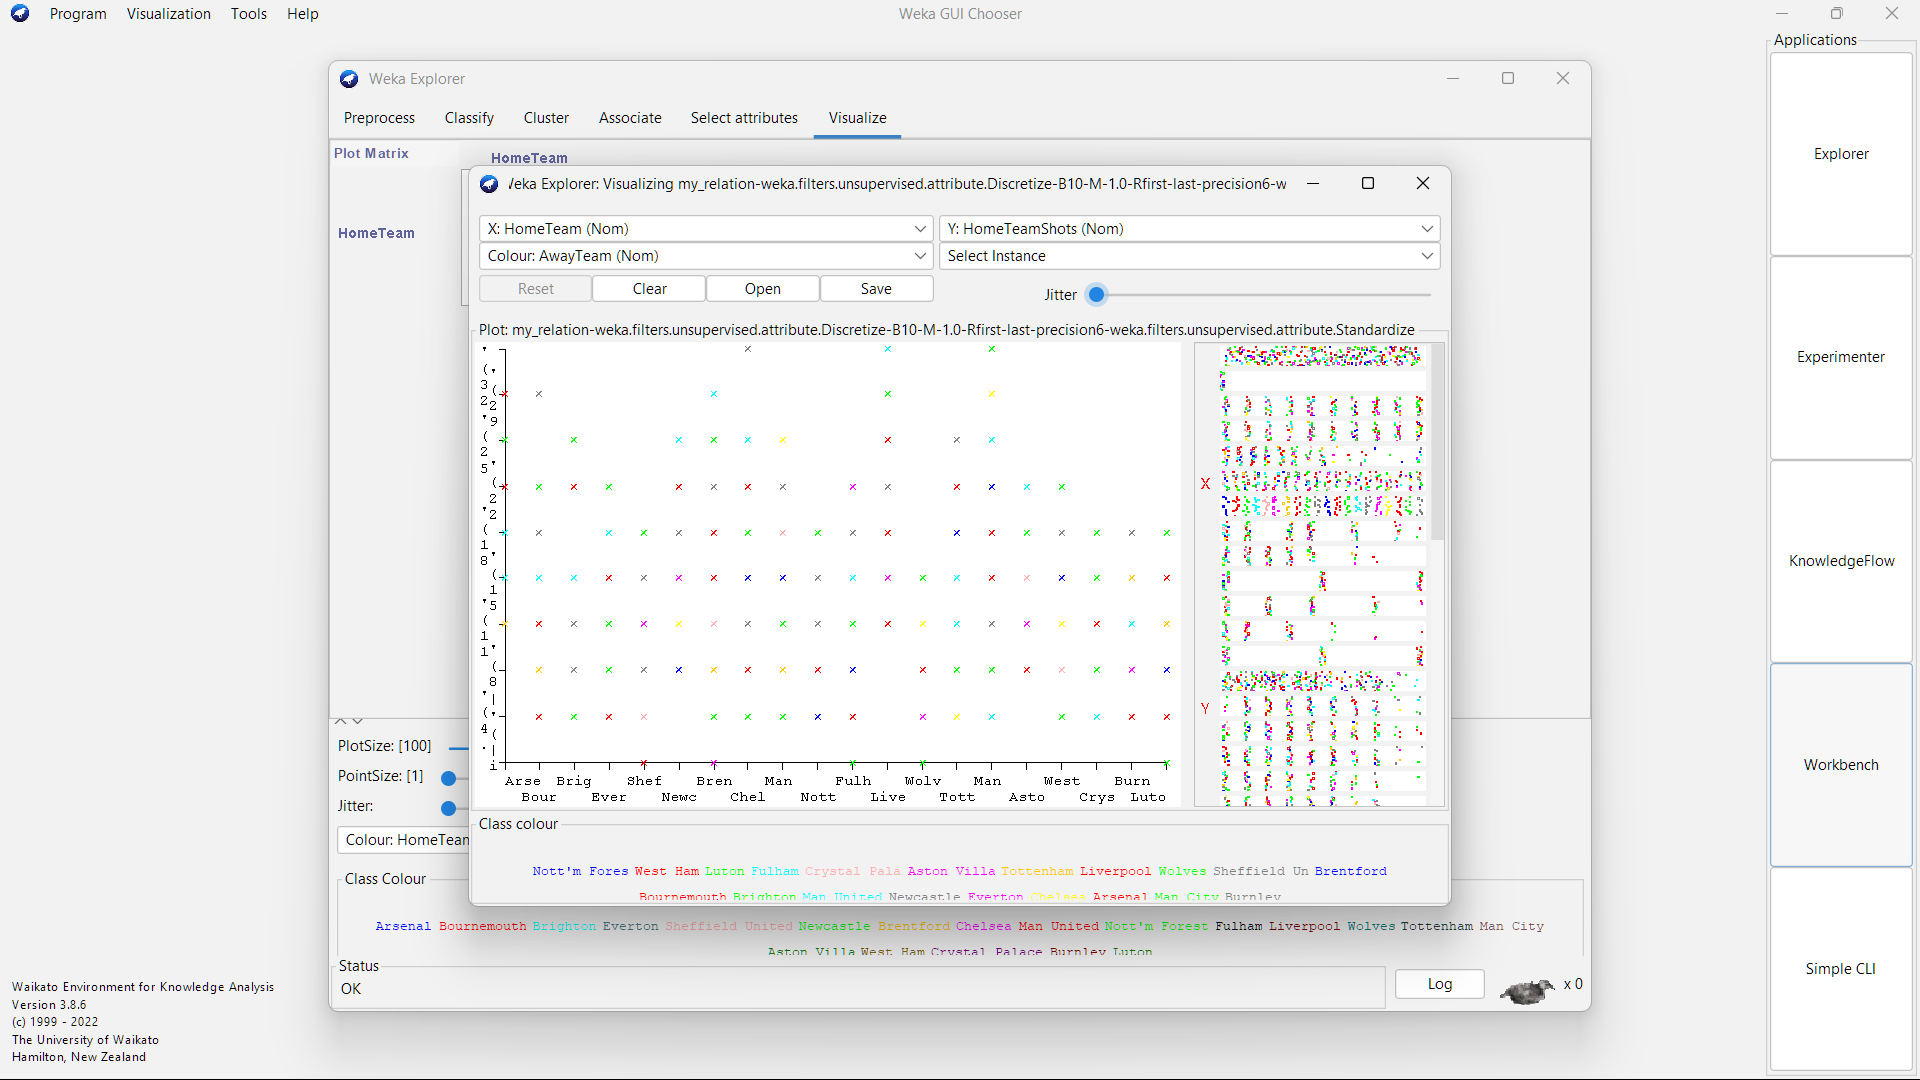 Program Visualization Tools Help Weka GUI Chooser
Applications
Weka Explorer
Preprocess Classify Cluster Associate Select attributes Visualize
Plot Matrix HomeTeam
HomeTeam
Weka Explorer: Visualizing my_relation-weka.filters.unsupervised.attribute.Discretize-B10-M-1.0-Rfirst-last-precision6-w
X: HomeTeam (Nom) Y: HomeTeamShots (Nom)
Colour: AwayTeam (Nom) Select Instance
Reset Clear Open Save Jitter
Plot: my_relation-weka.filters.unsupervised.attribute.Discretize-B10-M-1.0-Rfirst-last-precision6-weka.filters.unsupervised.attribute.Standardize
X
Y
Arse Brig Shef Bren Man Fulh Wolv Man West Burn
Bour Ever Newc Chel Nott Live Tott Asto Crys Luto
Class colour
Nott'm Fores West Ham Luton Fulham Crystal Pala Aston Villa Tottenham Liverpool Wolves Sheffield Un Brentford
Bournemouth Brighton Man United Newcastle Everton Chelsea Arsenal Man City Burnley
PlotSize: [100]
PointSize: [1]
Jitter:
Colour: HomeTeam
Class Colour
Arsenal Bournemouth Brighton Everton Sheffield United Newcastle Brentford Chelsea Man United Nott'm Forest Fulham Liverpool Wolves Tottenham Man City
Aston Villa West Ham Crystal Palace Burnley Luton
Status
OK
Log
x 0
Explorer
Experimenter
KnowledgeFlow
Workbench
Simple CLI
Waikato Environment for Knowledge Analysis
Version 3.8.6
(c) 1999 - 2022
The University of Waikato
Hamilton, New Zealand